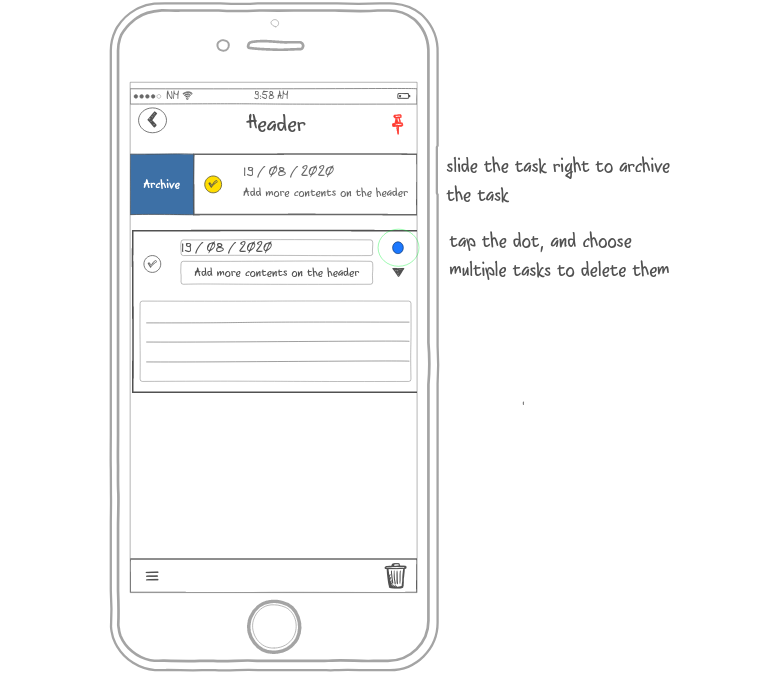 NM
9:58 AM
Header
Archive
19 / 08 / 2020
Add more contents on the header
slide the task right to archive
the task
19 / 08 / 2020
Add more contents on the header
tap the dot, and choose
multiple tasks to delete them